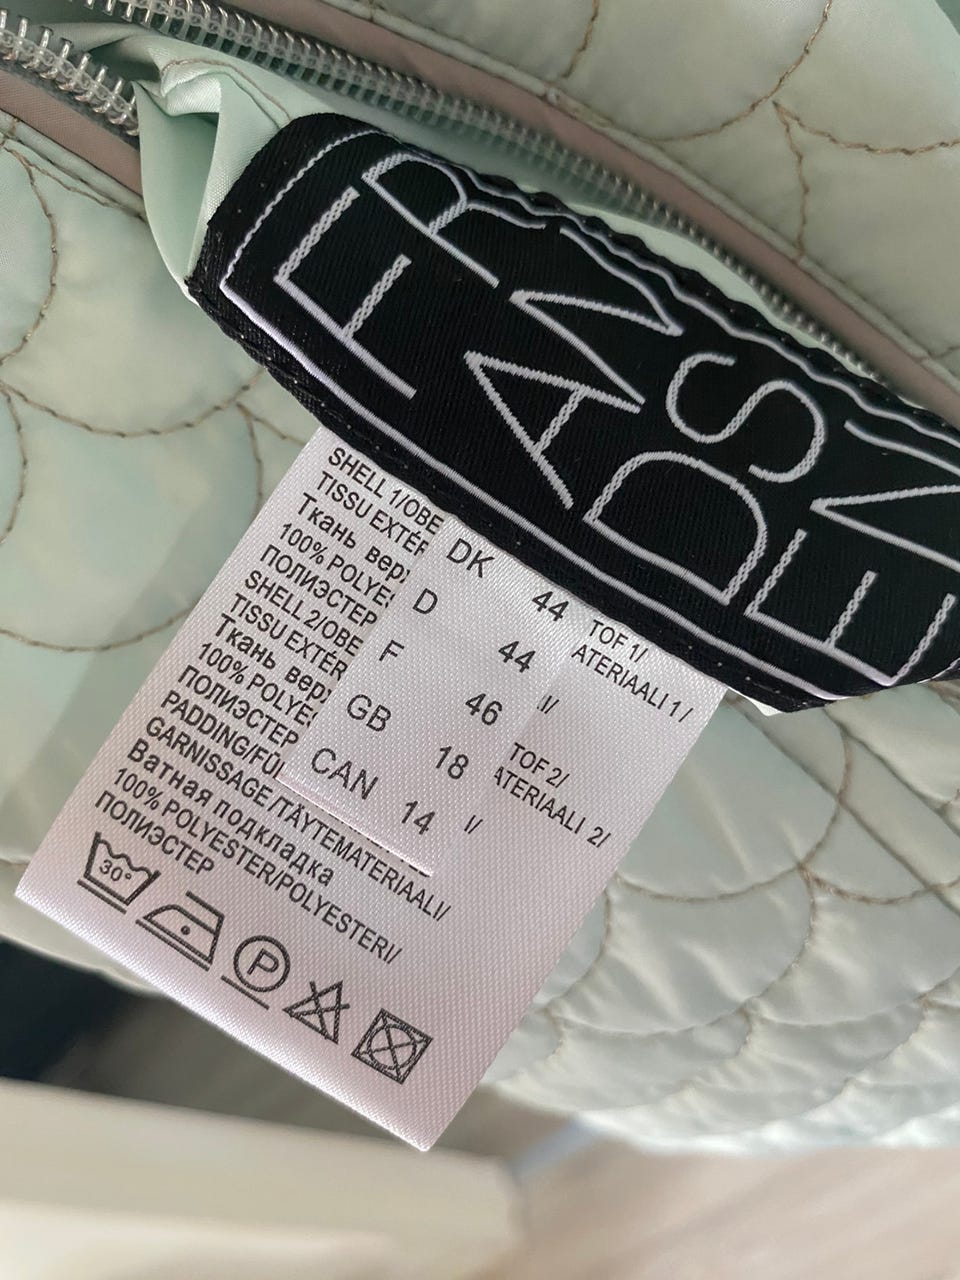 FRANDSEN
DK 44
D 44
F 46
GB 18
CAN 14
SHELL 1/OBE TOF 1/
TISSU EXTÉR ATERIAALI 1/
Ткань вер
100% POLYES I/
ПОЛИЭСТЕР
SHELL 2/OBE TOF 2/
TISSU EXTÉR ATERIAALI 2/
Ткань вер
100% POLYES I/
ПОЛИЭСТЕР
PADDING/FÜ
GARNISSAGE/TÄYTEMATERIAALI/
Ватная подкладка
100% POLYESTER/POLYESTERI/
ПОЛИЭСТЕР
30°
P